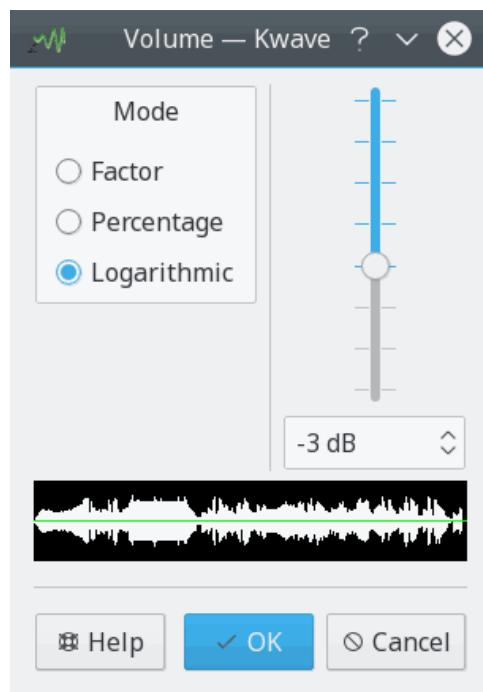 Volume — Kwave ?
Mode
Factor
Percentage
Logarithmic
-3 dB
Help
OK
Cancel